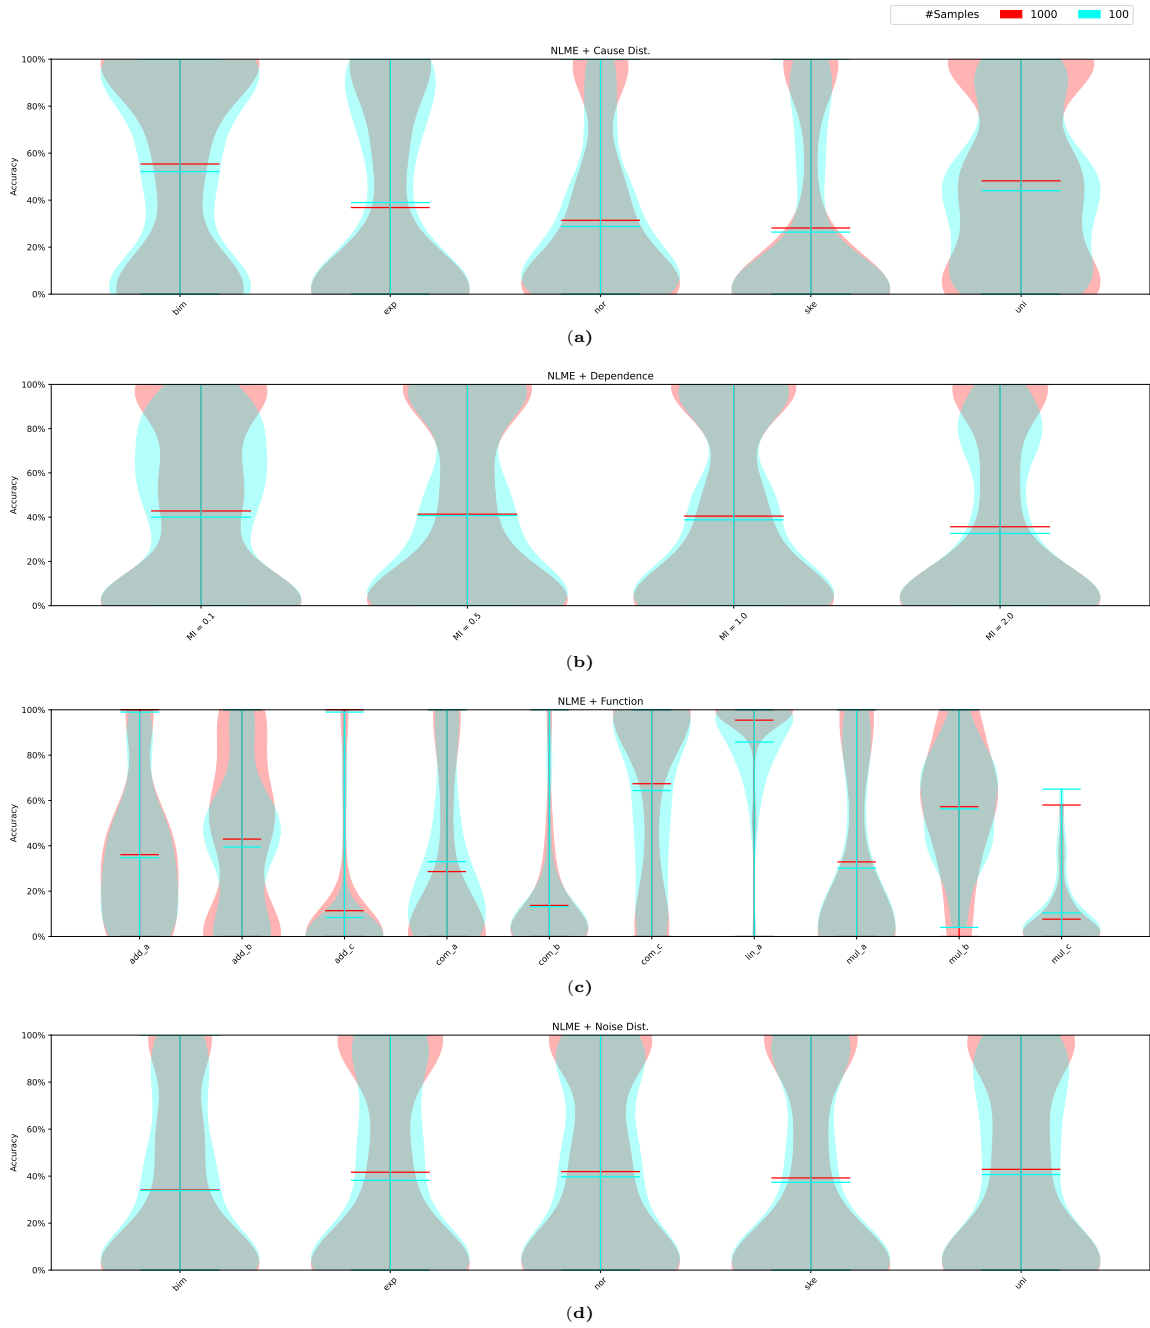 #Samples 1000 100
NLME + Cause Dist.
100%
80%
60%
40%
20%
0%
Accuracy
bim exp nor ske uni
(a)
NLME + Dependence
100%
80%
60%
40%
20%
0%
Accuracy
MI = 0.1 MI = 0.5 MI = 1.0 MI = 2.0
(b)
NLME + Function
100%
80%
60%
40%
20%
0%
Accuracy
add_a add_b add_c com_a com_b com_c lin_a mul_a mul_b mul_c
(c)
NLME + Noise Dist.
100%
80%
60%
40%
20%
0%
Accuracy
bim exp nor ske uni
(d)